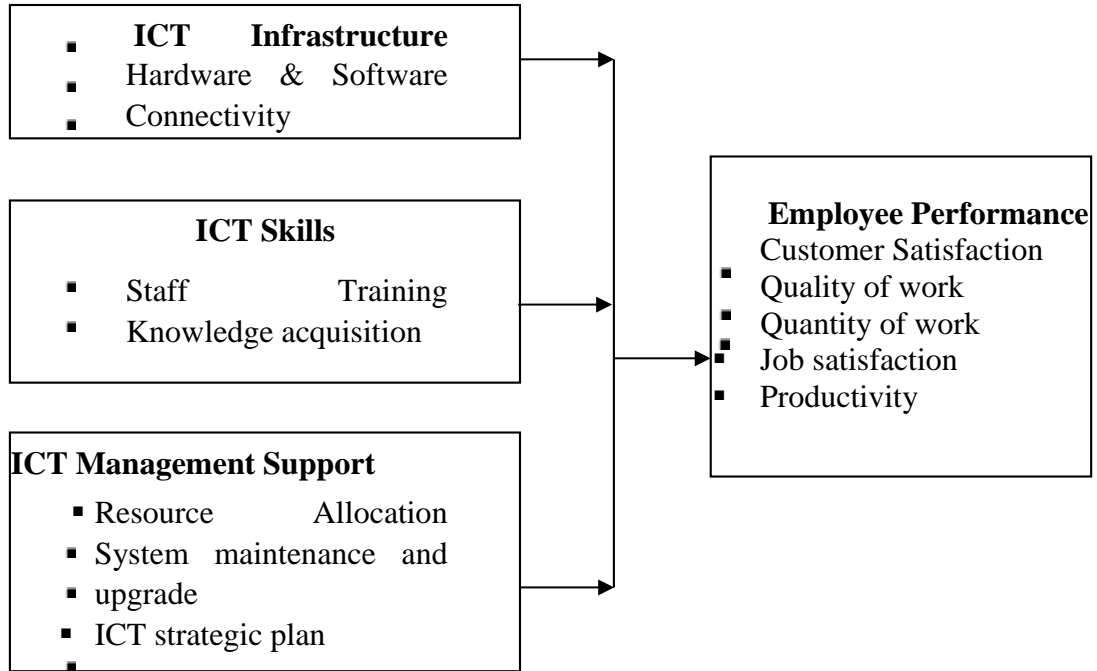 ICT Infrastructure
Hardware & Software
Connectivity
ICT Skills
Staff Training
Knowledge acquisition
ICT Management Support
Resource Allocation
System maintenance and
upgrade
ICT strategic plan
Employee Performance
Customer Satisfaction
Quality of work
Quantity of work
Job satisfaction
Productivity